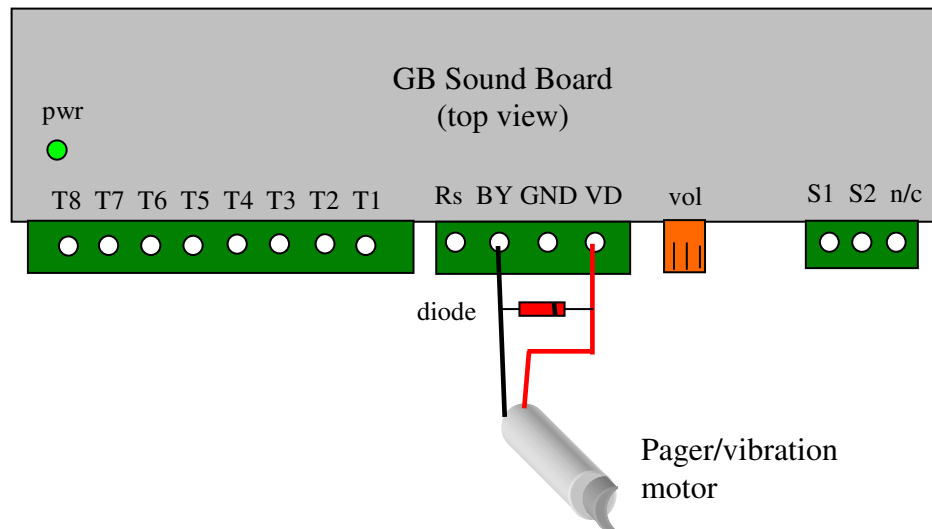 GB Sound Board
(top view)
pwr
T8 T7 T6 T5 T4 T3 T2 T1
Rs BY GND VD
vol
S1 S2 n/c
diode
Pager/vibration
motor